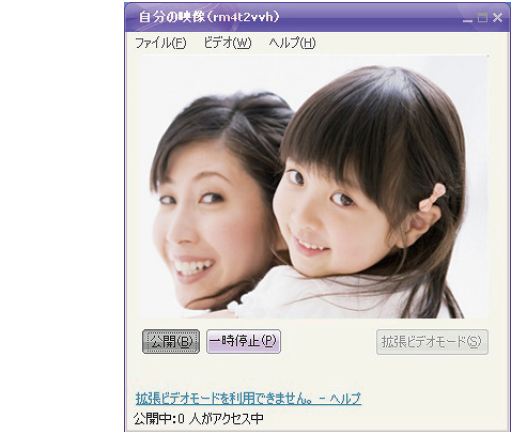 自分の映像(rm4t2vvh)
ファイル(F) ビデオ(W) ヘルプ(H)
公開(B) 一時停止(P) 拡張ビデオモード(S)
拡張ビデオモードを利用できません。 - ヘルプ
公開中:0 人がアクセス中